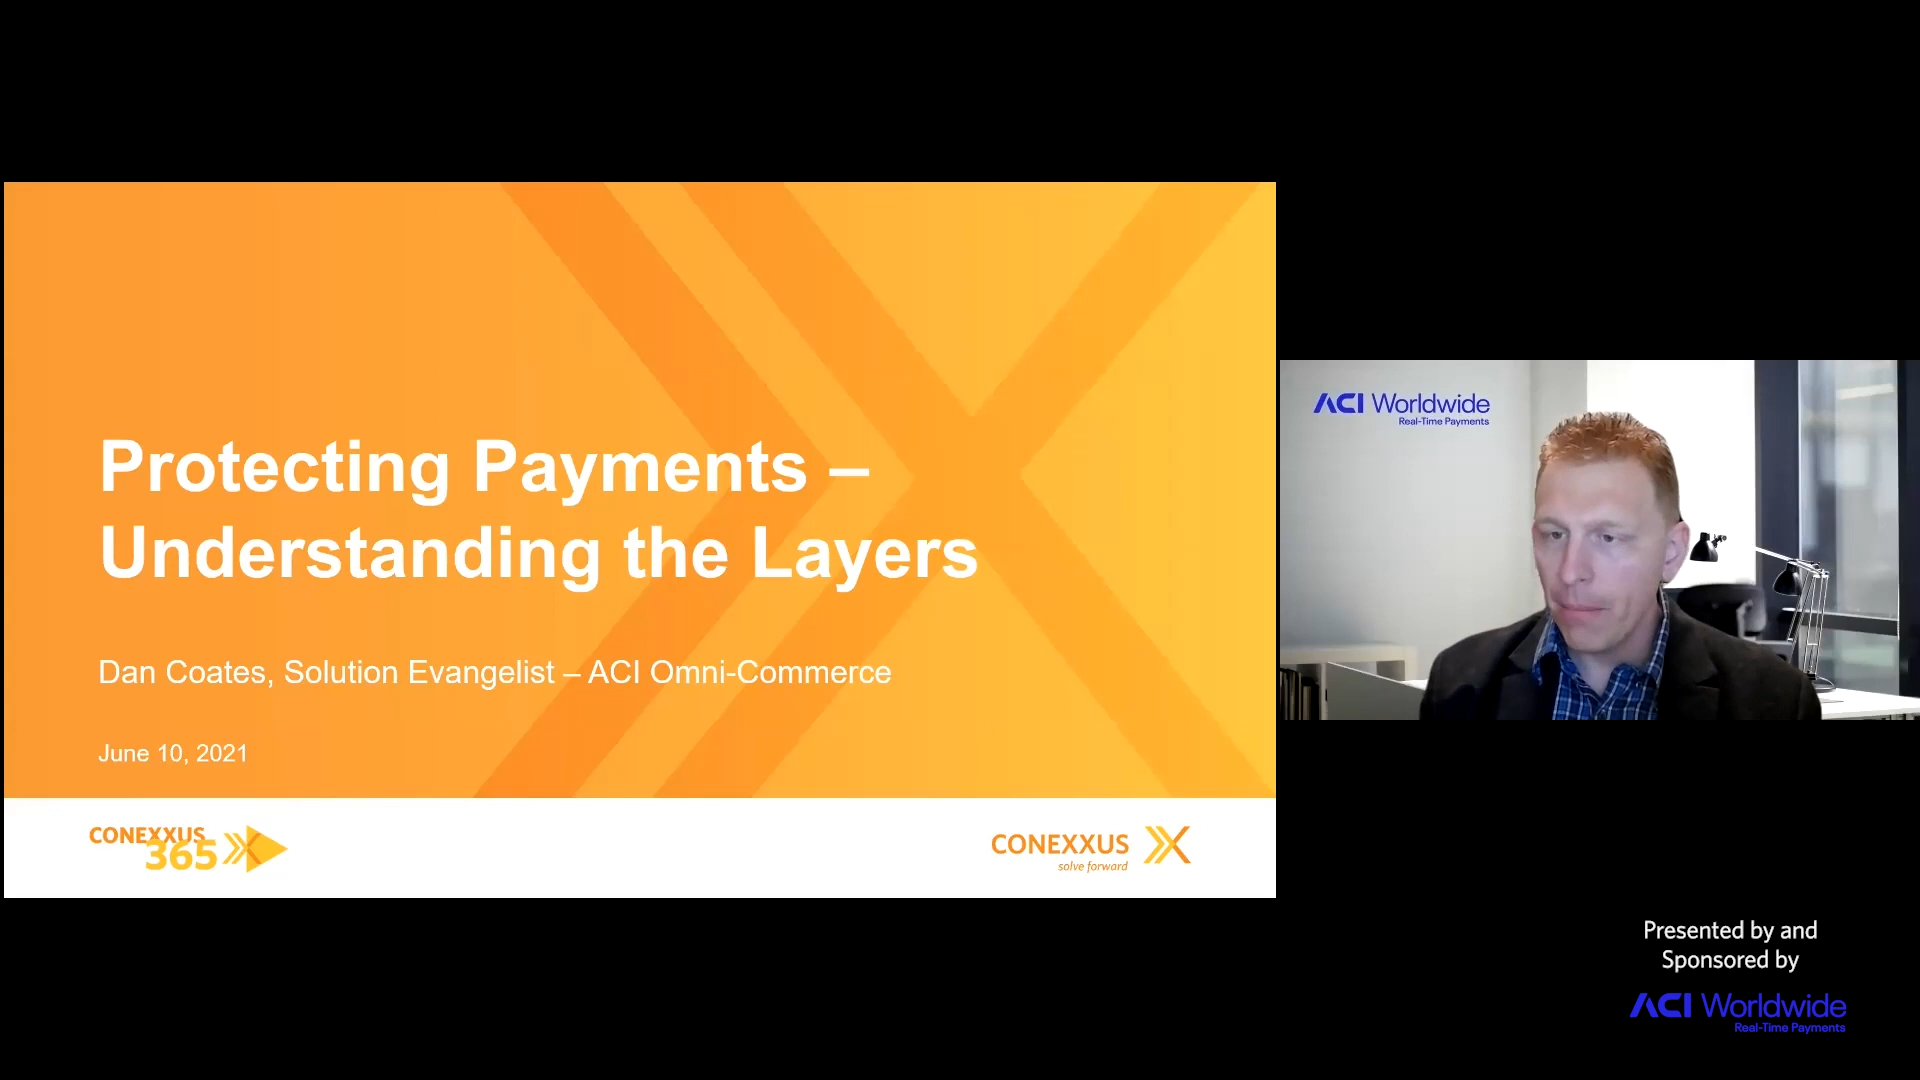 Protecting Payments –
Understanding the Layers
Dan Coates, Solution Evangelist – ACI Omni-Commerce
June 10, 2021
CONEXXUS
365
CONEXXUS
solve forward
ACI Worldwide
Real-Time Payments
Presented by and
Sponsored by
ACI Worldwide
Real-Time Payments